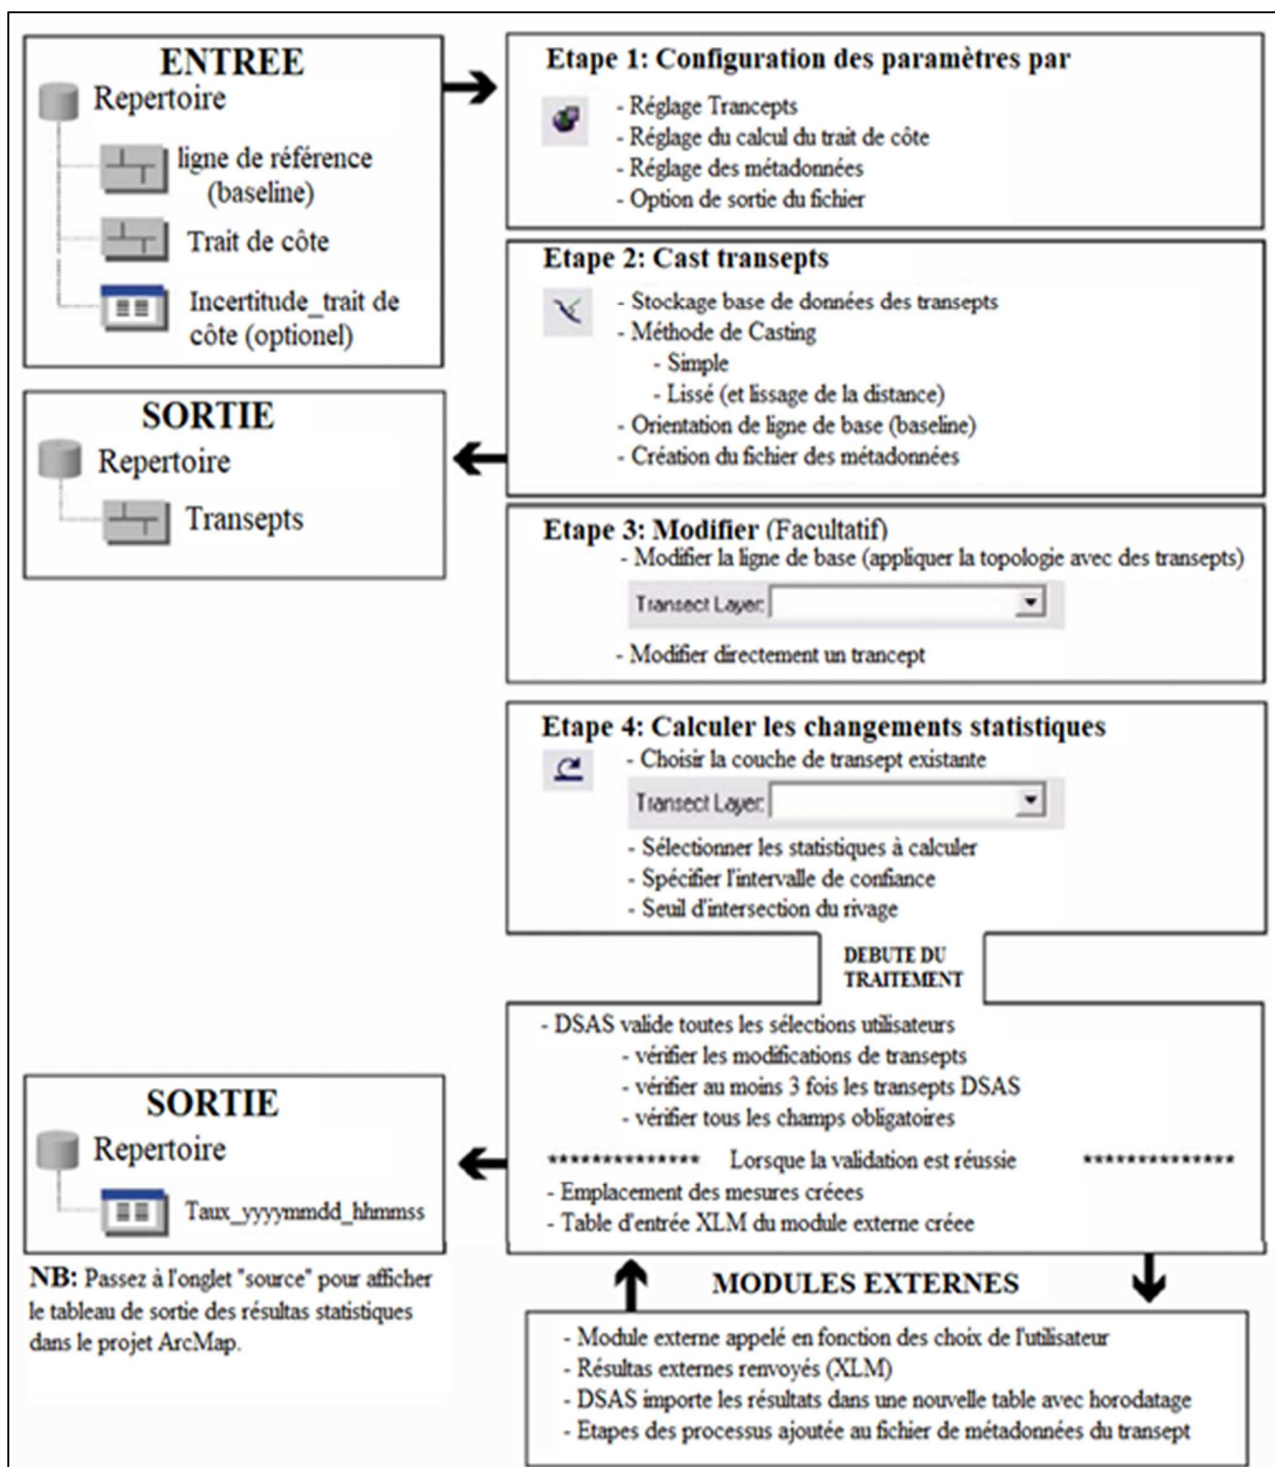 ENTREE
Repertoire
ligne de référence
(baseline)
Trait de côte
Incertitude_trait de
côte (optionel)
Etape 1: Configuration des paramètres par
- Réglage Trancepts
- Réglage du calcul du trait de côte
- Réglage des métadonnées
- Option de sortie du fichier
Etape 2: Cast transepts
- Stockage base de données des transepts
- Méthode de Casting
- Simple
- Lissé (et lissage de la distance)
- Orientation de ligne de base (baseline)
- Création du fichier des métadonnées
SORTIE
Repertoire
Transepts
Etape 3: Modifier (Facultatif)
- Modifier la ligne de base (appliquer la topologie avec des transepts)
Transect Layer:
- Modifier directement un trancept
Etape 4: Calculer les changements statistiques
- Choisir la couche de transept existante
Transect Layer:
- Sélectionner les statistiques à calculer
- Spécifier l'intervalle de confiance
- Seuil d'intersection du rivage
DEBUTE DU
TRAITEMENT
- DSAS valide toutes les sélections utilisateurs
- vérifier les modifications de transepts
- vérifier au moins 3 fois les transepts DSAS
- vérifier tous les champs obligatoires
************** Lorsque la validation est réussie **************
- Emplacement des mesures créees
- Table d'entrée XLM du module externe créee
SORTIE
Repertoire
Taux_yyyymmdd_hhmmss
NB: Passez à l'onglet "source" pour afficher
le tableau de sortie des résultas statistiques
dans le projet ArcMap.
MODULES EXTERNES
- Module externe appelé en fonction des choix de l'utilisateur
- Résultas externes renvoyés (XLM)
- DSAS importe les résultats dans une nouvelle table avec horodatage
- Etapes des processus ajoutée au fichier de métadonnées du transept